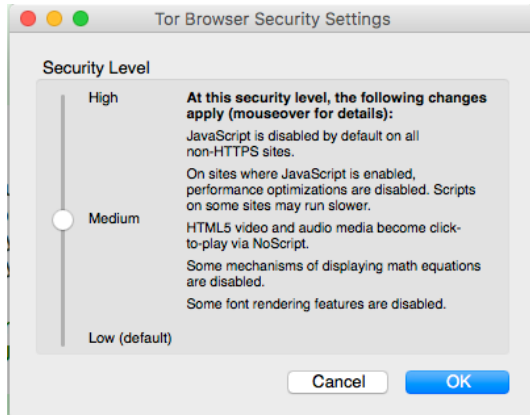 Tor Browser Security Settings
Security Level
High
At this security level, the following changes
apply (mouseover for details):
JavaScript is disabled by default on all
non-HTTPS sites.
On sites where JavaScript is enabled,
performance optimizations are disabled. Scripts
on some sites may run slower.
Medium
HTML5 video and audio media become click-
to-play via NoScript.
Some mechanisms of displaying math equations
are disabled.
Some font rendering features are disabled.
Low (default)
Cancel
OK